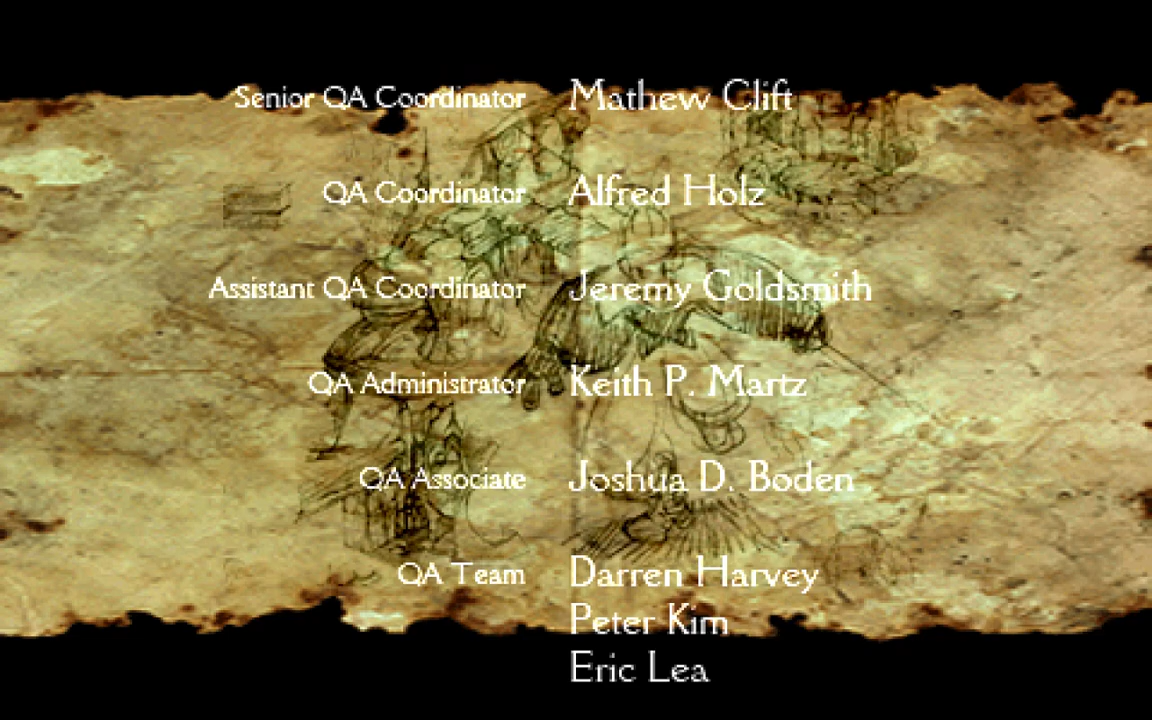 Senior QA Coordinator Mathew Clift
QA Coordinator Alfred Holz
Assistant QA Coordinator Jeremy Goldsmith
QA Administrator Keith P. Martz
QA Associate Joshua D. Boden
QA Team Darren Harvey
Peter Kim
Eric Lea